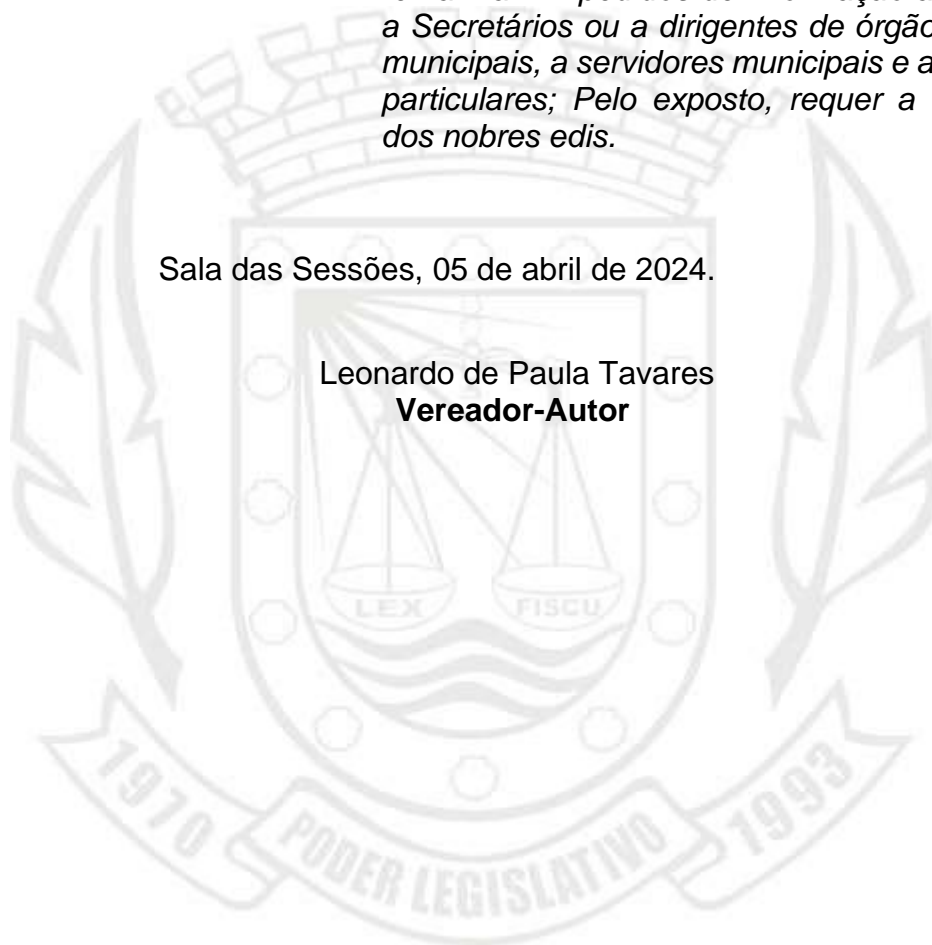 a Secretários ou a dirigentes de órgão
municipais, a servidores municipais e a
particulares; Pelo exposto, requer a
dos nobres edis.
Sala das Sessões, 05 de abril de 2024.
Leonardo de Paula Tavares
Vereador-Autor
LEX FISCU
1970 PODER LEGISLATIVO 1993